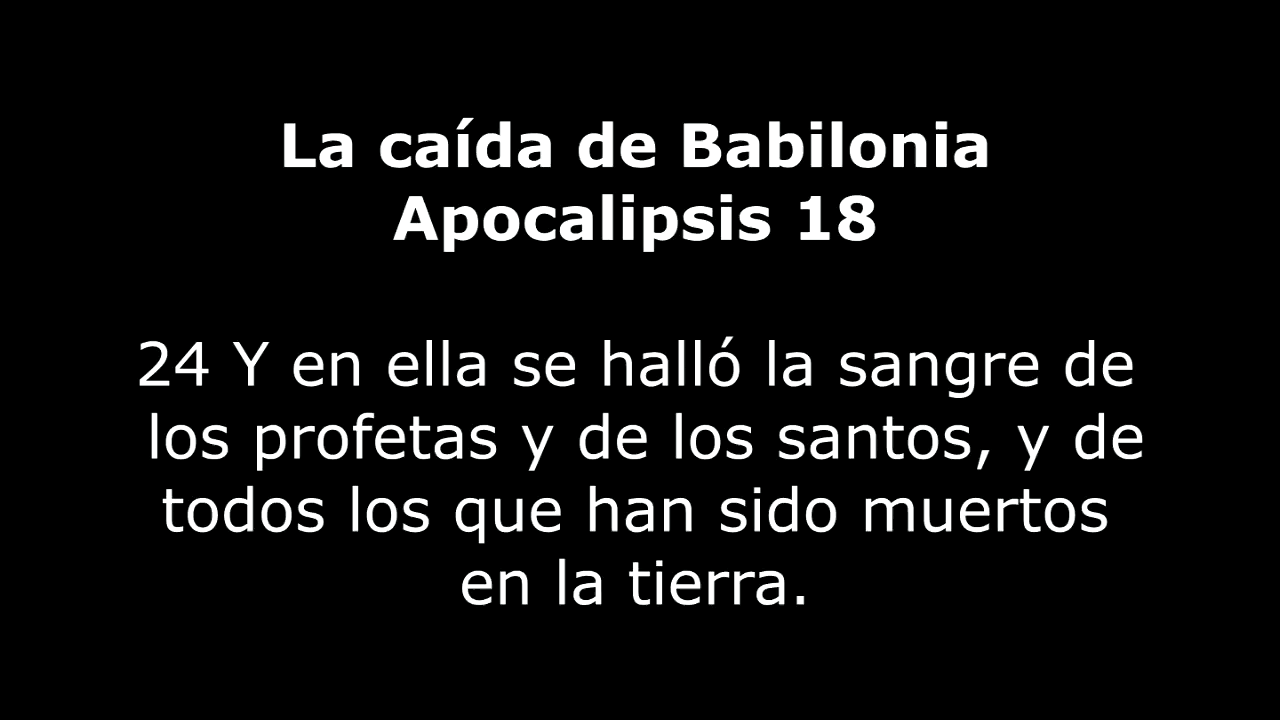 La caída de Babilonia
Apocalipsis 18
24 Y en ella se halló la sangre de
los profetas y de los santos, y de
todos los que han sido muertos
en la tierra.